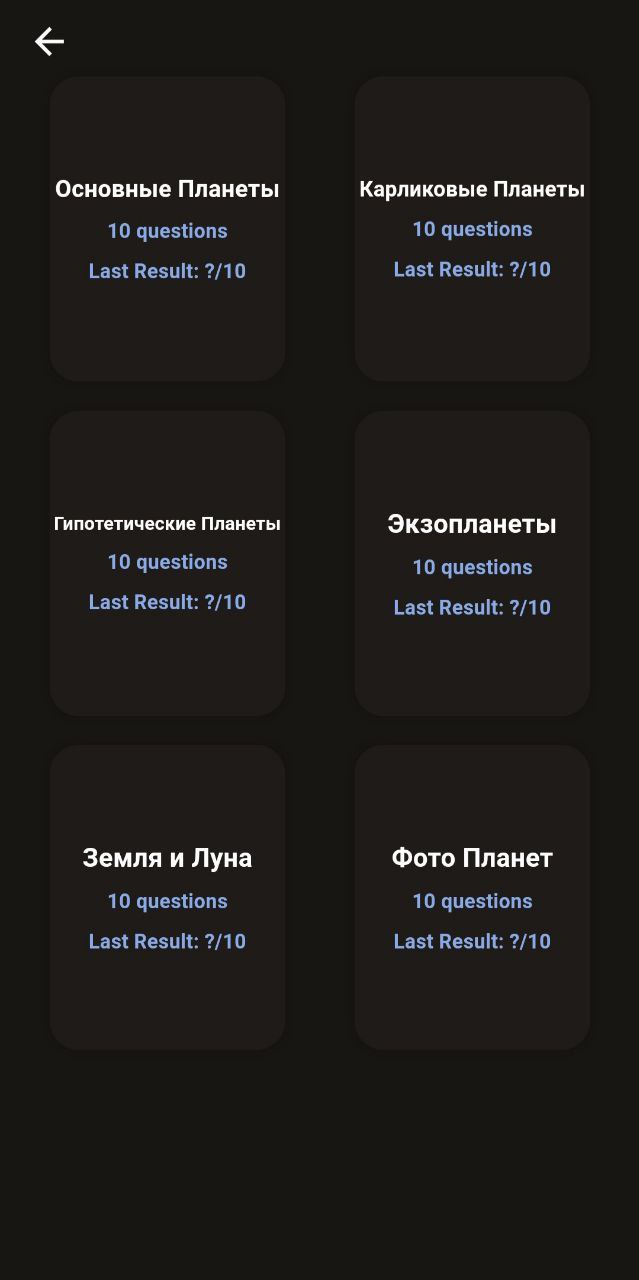 Основные Планеты
10 questions
Last Result: ?/10
Карликовые Планеты
10 questions
Last Result: ?/10
Гипотетические Планеты
10 questions
Last Result: ?/10
Экзопланеты
10 questions
Last Result: ?/10
Земля и Луна
10 questions
Last Result: ?/10
Фото Планет
10 questions
Last Result: ?/10